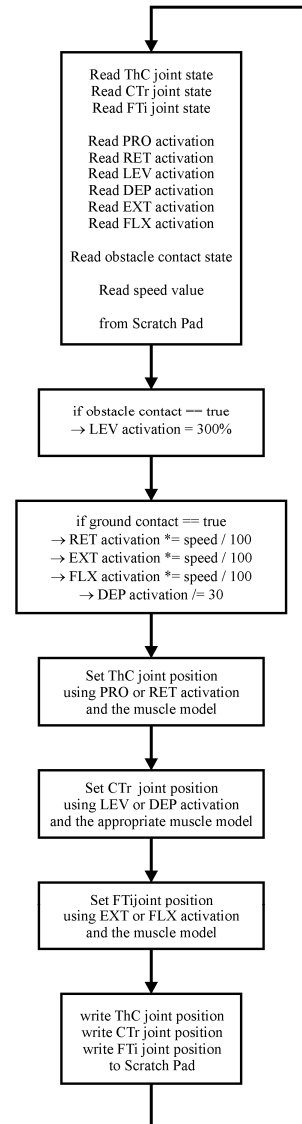 Read ThC joint state
Read CTr joint state
Read FTi joint state
Read PRO activation
Read RET activation
Read LEV activation
Read DEP activation
Read EXT activation
Read FLX activation
Read obstacle contact state
Read speed value
from Scratch Pad
if obstacle contact == true
→ LEV activation = 300%
if ground contact == true
→ RET activation *= speed / 100
→ EXT activation *= speed / 100
→ FLX activation *= speed / 100
→ DEP activation /= 30
Set ThC joint position
using PRO or RET activation
and the muscle model
Set CTr joint position
using LEV or DEP activation
and the appropriate muscle model
Set FTijoint position
using EXT or FLX activation
and the muscle model
write ThC joint position
write CTr joint position
write FTi joint position
to Scratch Pad